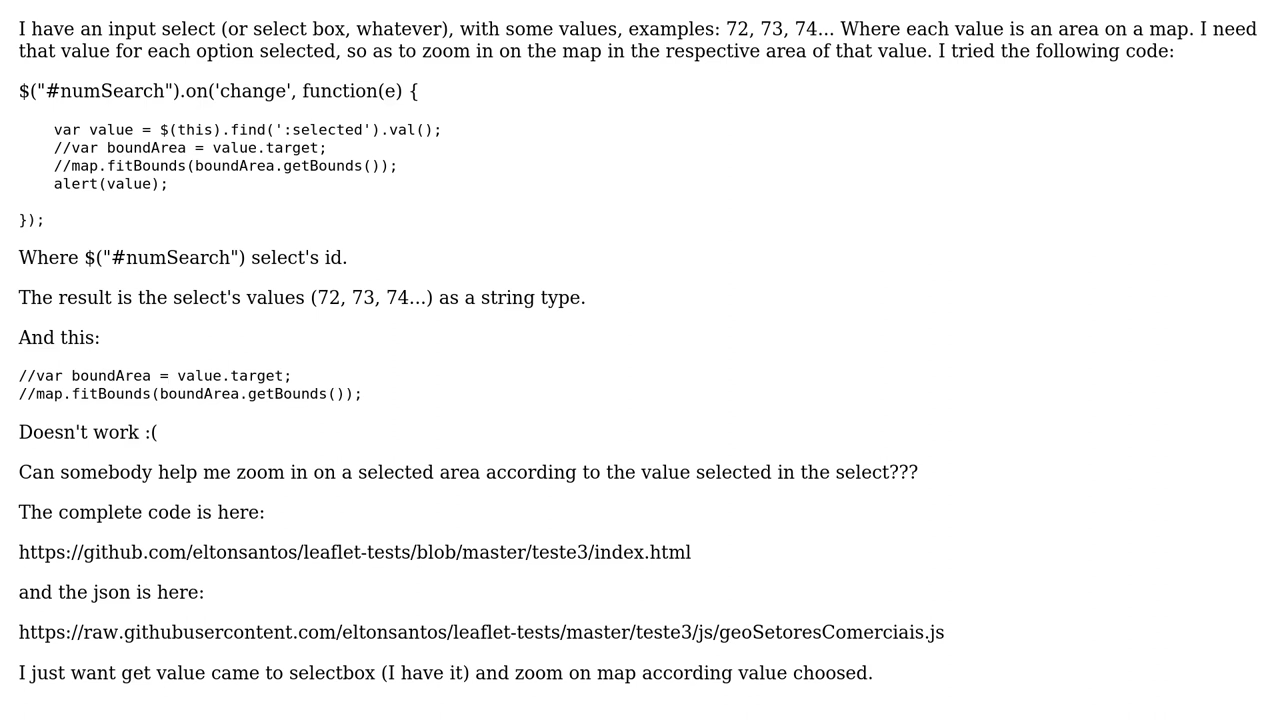 I have an input select (or select box, whatever), with some values, examples: 72, 73, 74... Where each value is an area on a map. I need
that value for each option selected, so as to zoom in on the map in the respective area of that value. I tried the following code:
$("#numSearch").on('change', function(e) {
    var value = $(this).find(':selected').val();
    //var boundArea = value.target;
    //map.fitBounds(boundArea.getBounds());
    alert(value);
});
Where $("#numSearch") select's id.
The result is the select's values (72, 73, 74...) as a string type.
And this:
//var boundArea = value.target;
//map.fitBounds(boundArea.getBounds());
Doesn't work :(
Can somebody help me zoom in on a selected area according to the value selected in the select???
The complete code is here:
https://github.com/eltonsantos/leaflet-tests/blob/master/teste3/index.html
and the json is here:
https://raw.githubusercontent.com/eltonsantos/leaflet-tests/master/teste3/js/geoSetoresComerciais.js
I just want get value came to selectbox (I have it) and zoom on map according value choosed.